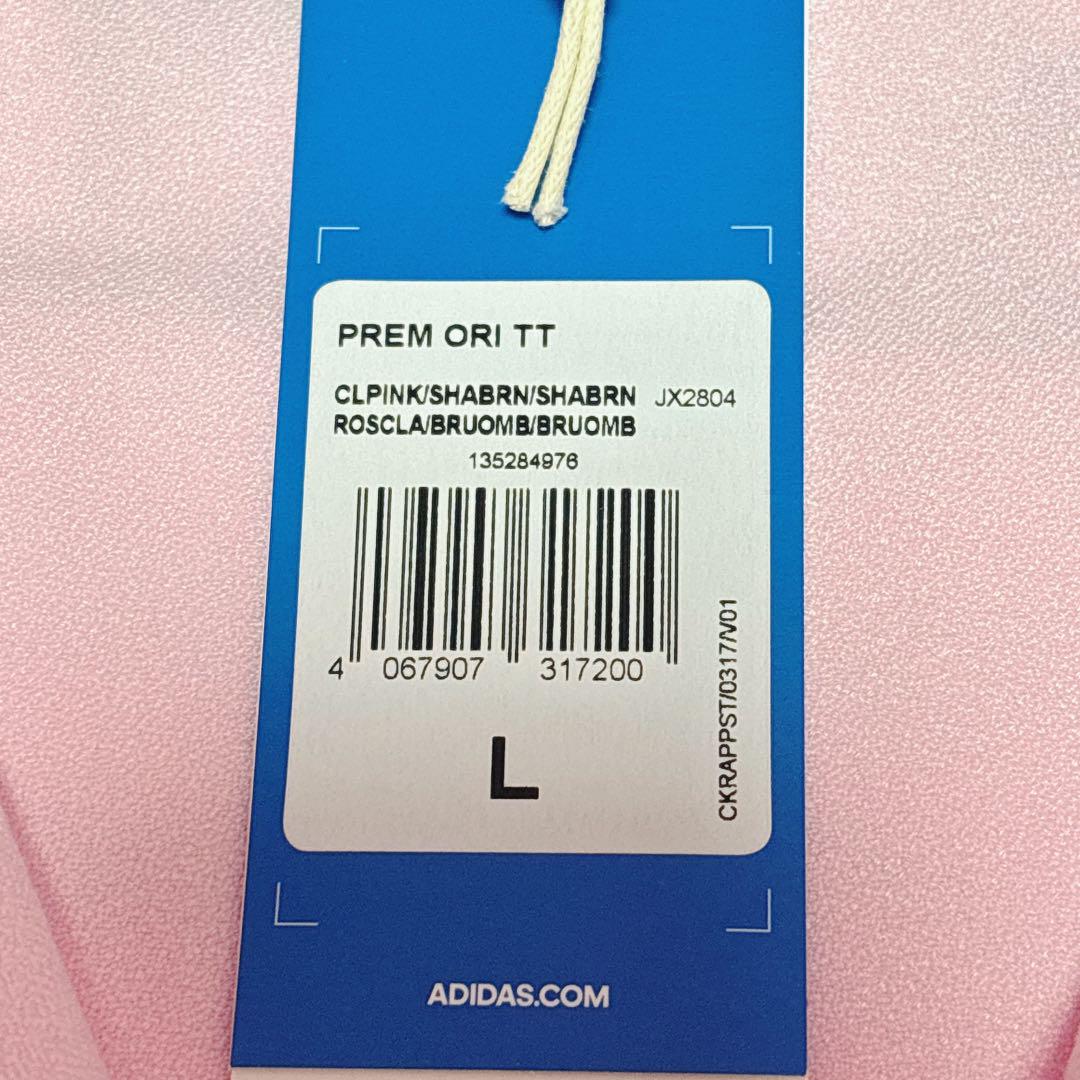 PREM ORI TT
CLPINK/SHABRN/SHABRN JX2804
ROSCLA/BRUOMB/BRUOMB
135284976
4 067907 317200
L
CKRAPPST/0317/V01
ADIDAS.COM